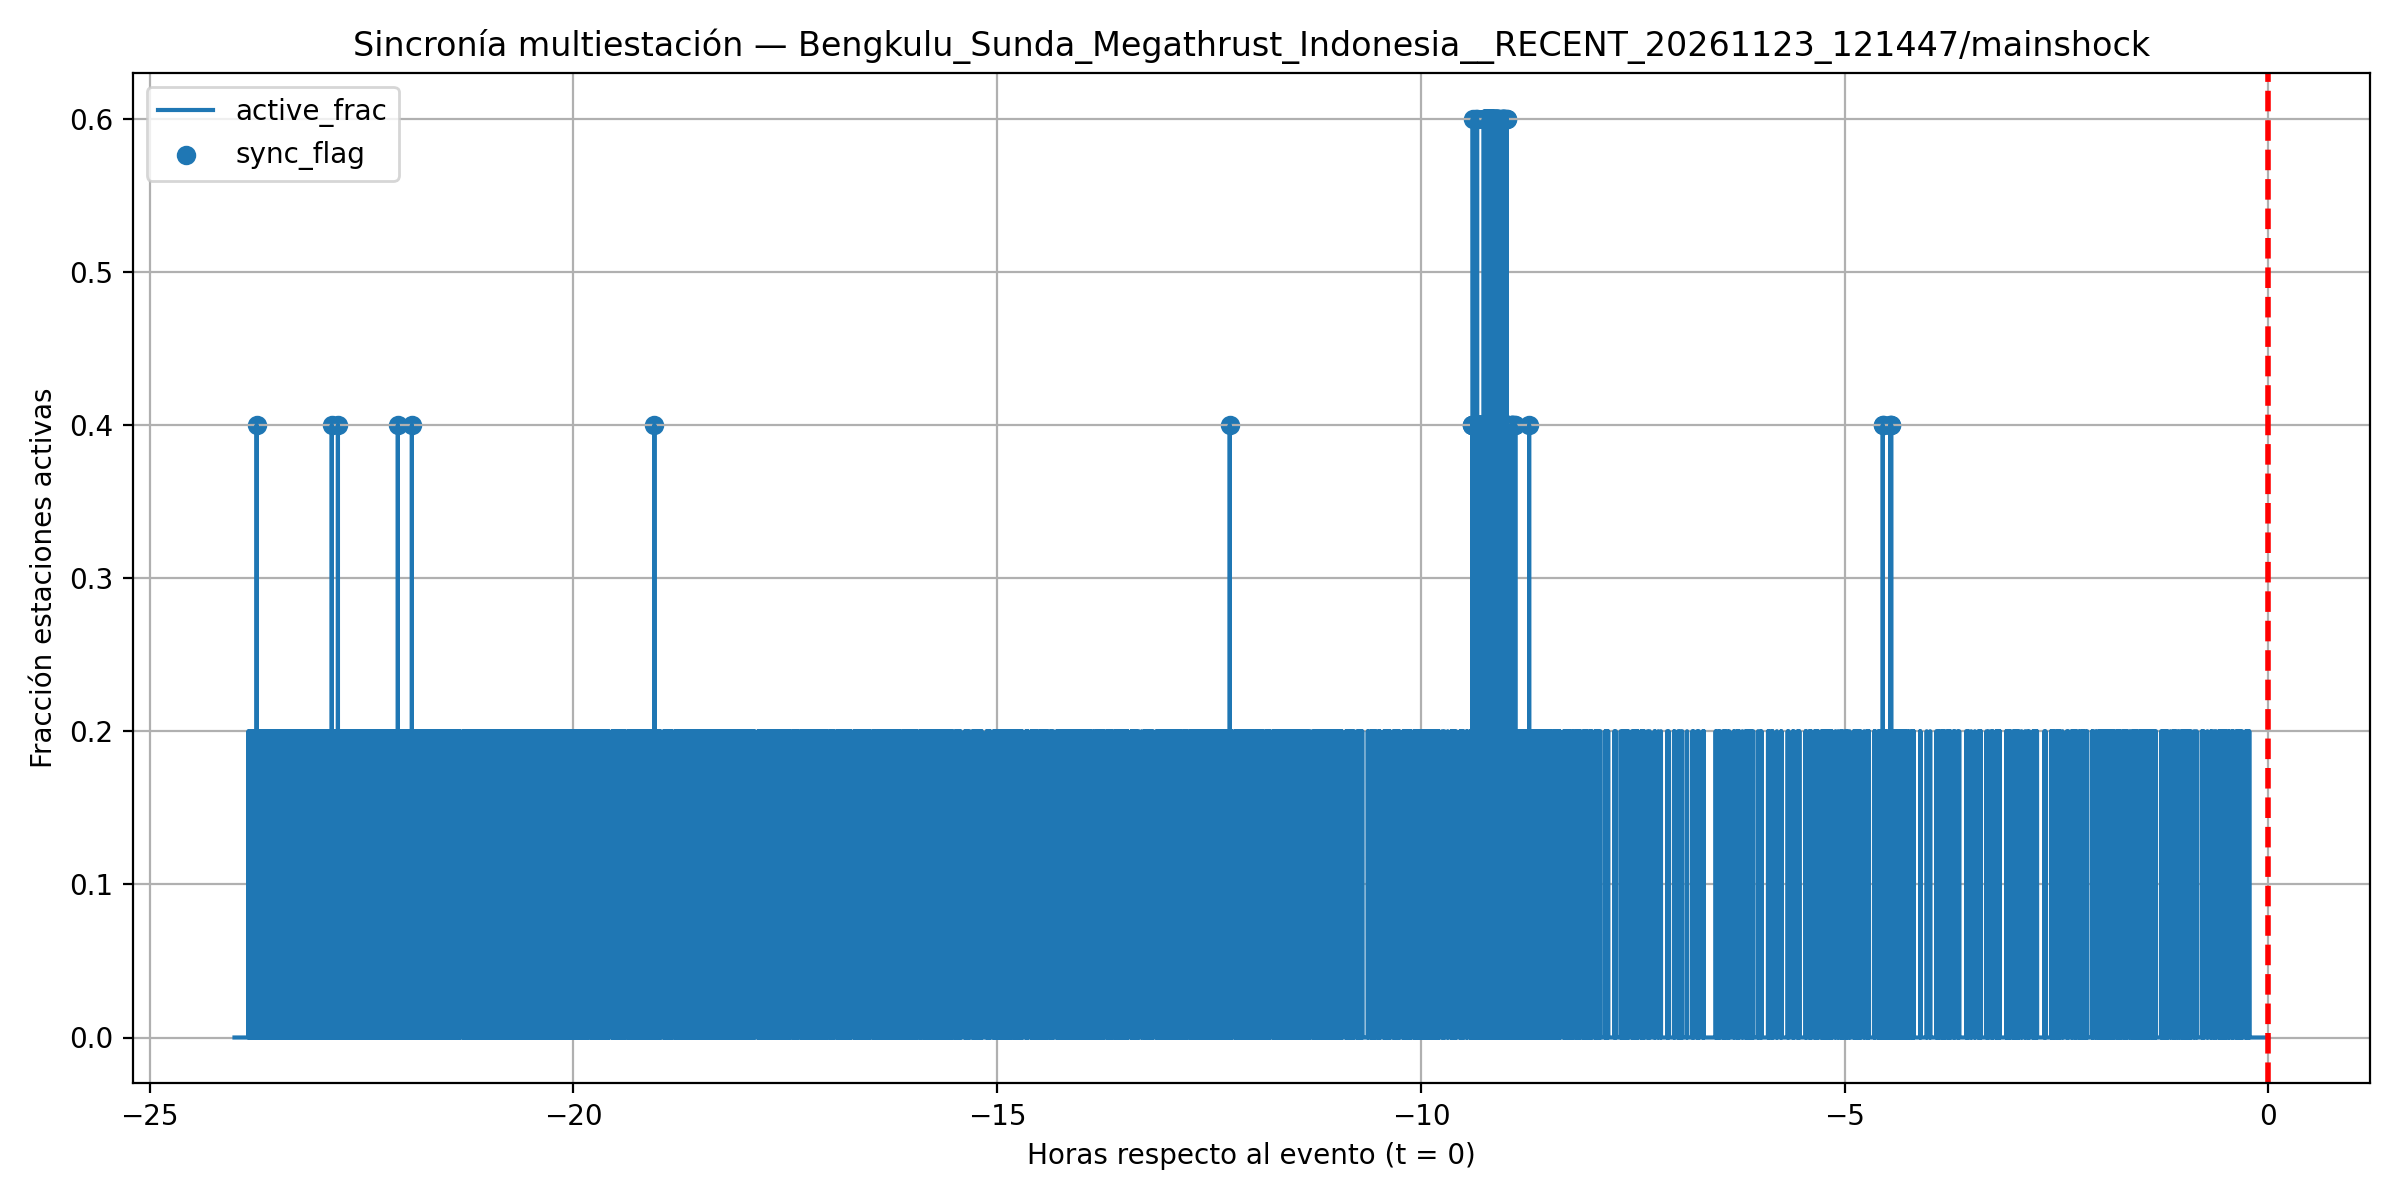 Sincronía multiestación — Bengkulu_Sunda_Megathrust_Indonesia__RECENT_20261123_121447/mainshock
active_frac
sync_flag
Fracción estaciones activas
0.6
0.5
0.4
0.3
0.2
0.1
0.0
−25
−20
−15
−10
−5
0
Horas respecto al evento (t = 0)